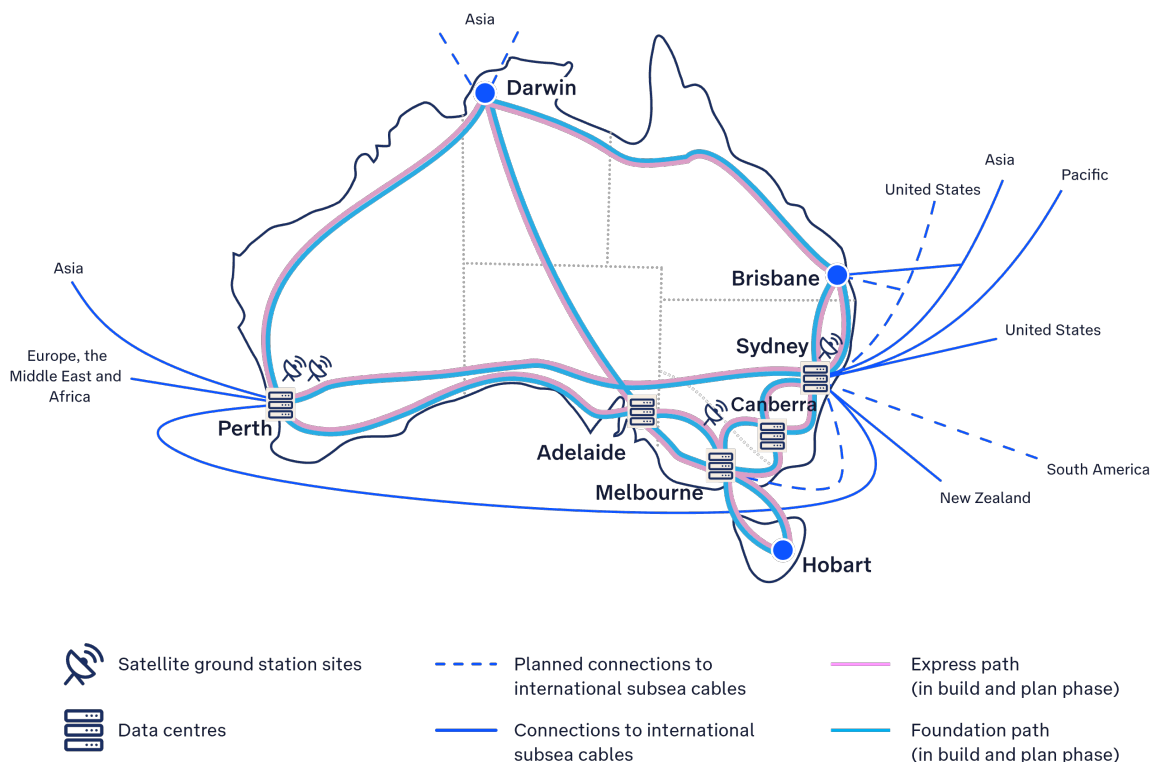 Asia
Darwin
Asia
United States
Pacific
Asia
Brisbane
United States
Sydney
Europe, the
Middle East and
Africa
Canberra
Perth
Adelaide
South America
Melbourne
New Zealand
Hobart
Satellite ground station sites
Data centres
Planned connections to
international subsea cables
Connections to international
subsea cables
Express path
(in build and plan phase)
Foundation path
(in build and plan phase)